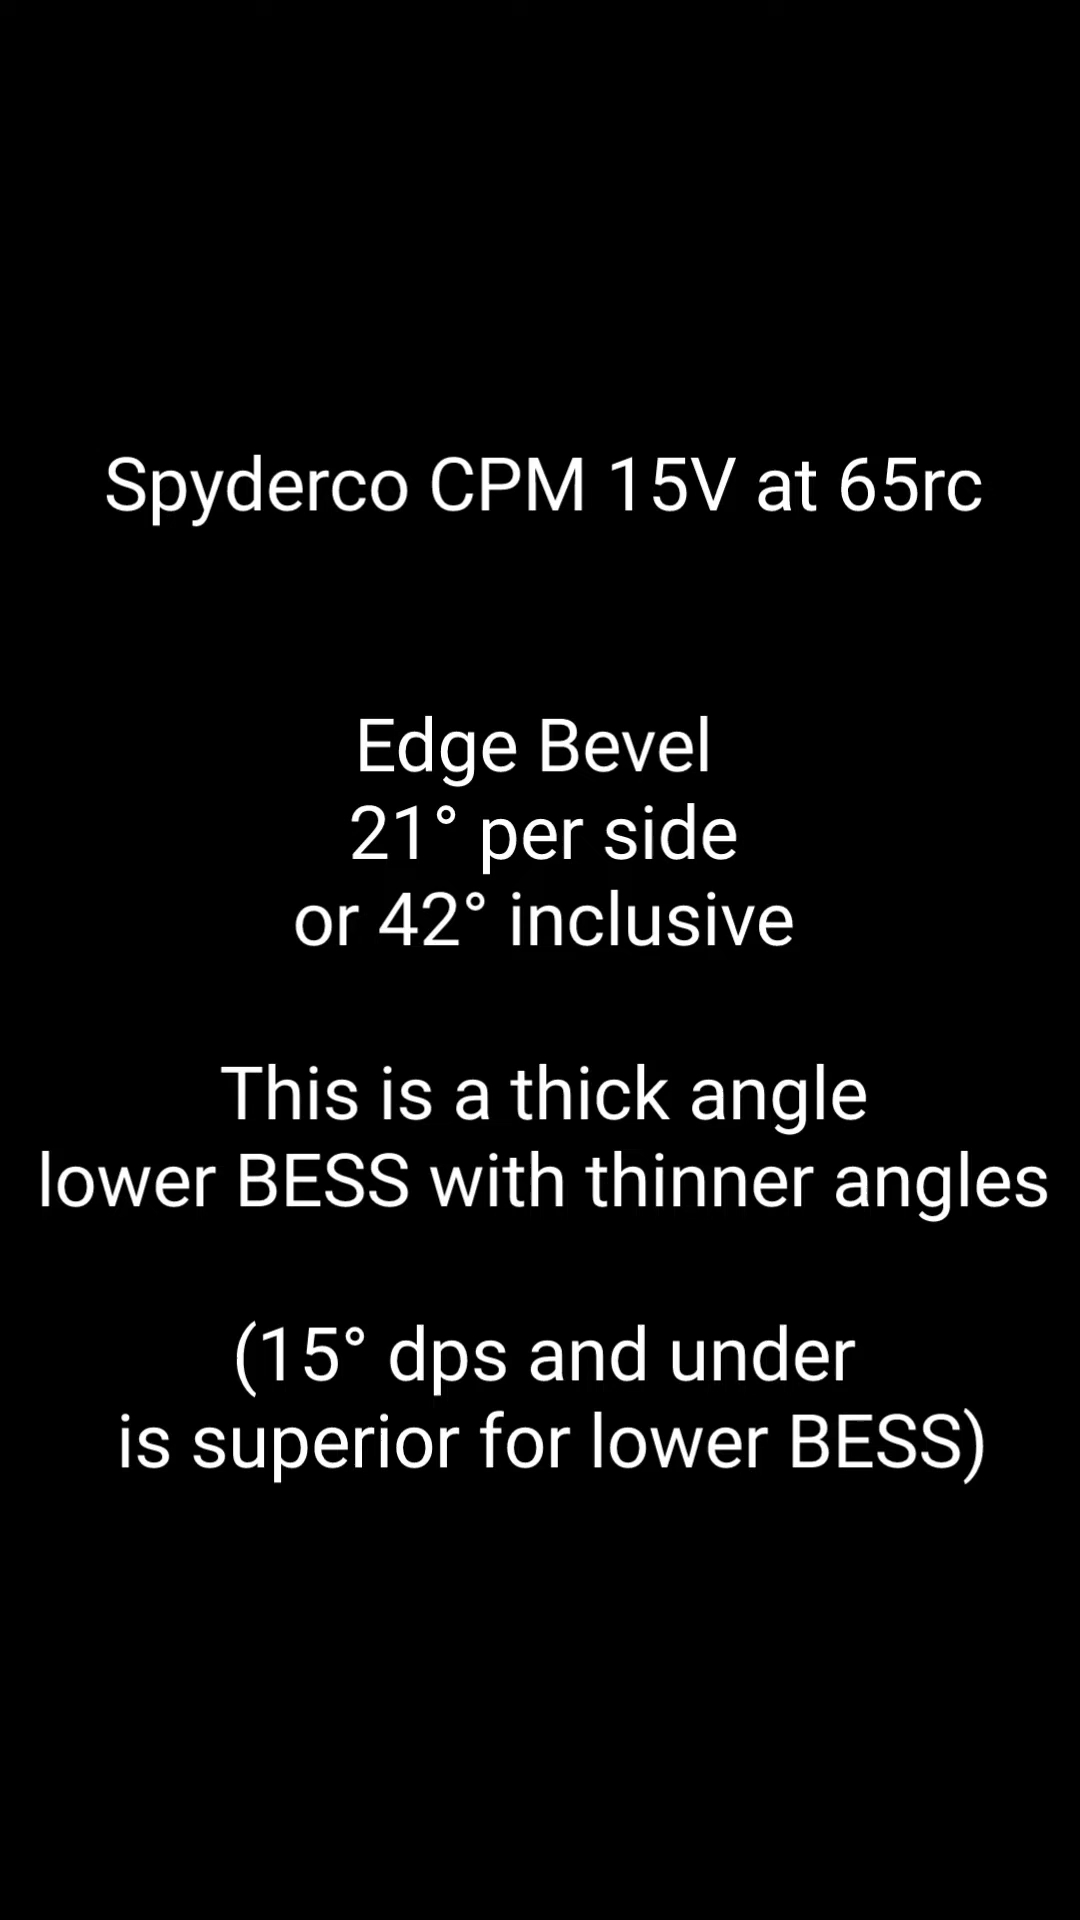 Spyderco CPM 15V at 65rc
Edge Bevel
21° per side
or 42° inclusive
This is a thick angle
lower BESS with thinner angles
(15° dps and under
is superior for lower BESS)